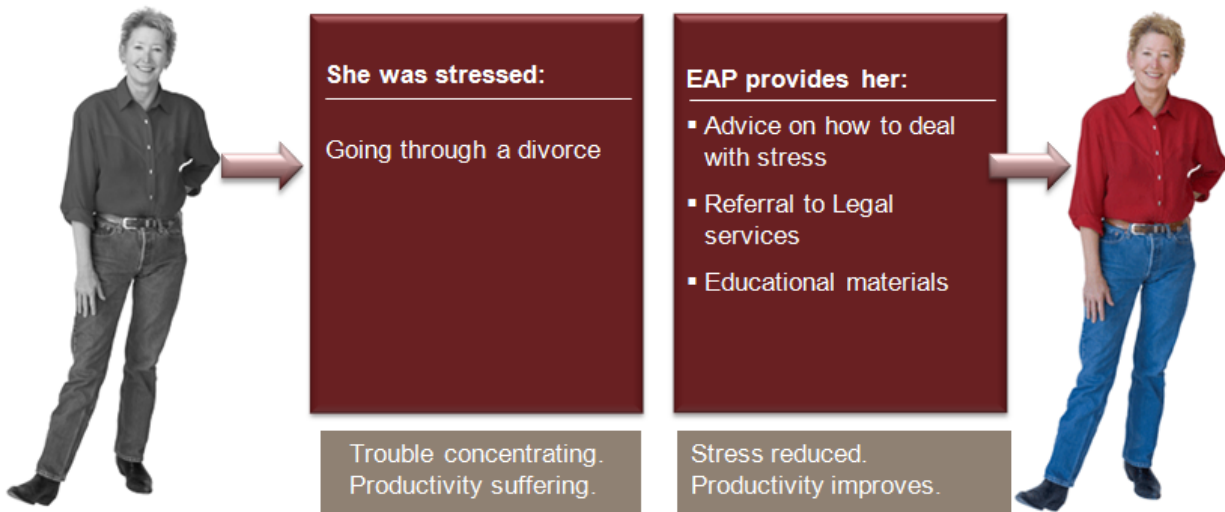 She was stressed:
Going through a divorce
Trouble concentrating.
Productivity suffering.
EAP provides her:
▪ Advice on how to deal
with stress
▪ Referral to Legal
services
▪ Educational materials
Stress reduced.
Productivity improves.